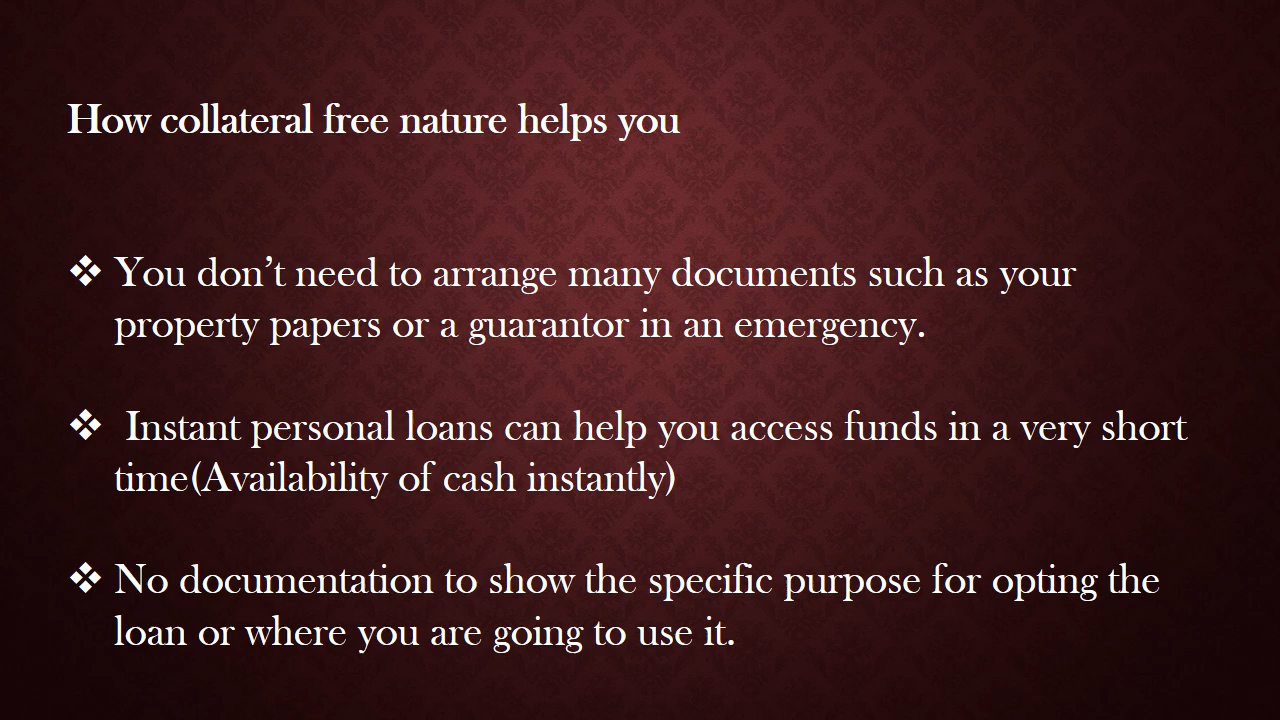 How collateral free nature helps you
❖ You don’t need to arrange many documents such as your
property papers or a guarantor in an emergency.
❖ Instant personal loans can help you access funds in a very short
time(Availability of cash instantly)
❖ No documentation to show the specific purpose for opting the
loan or where you are going to use it.